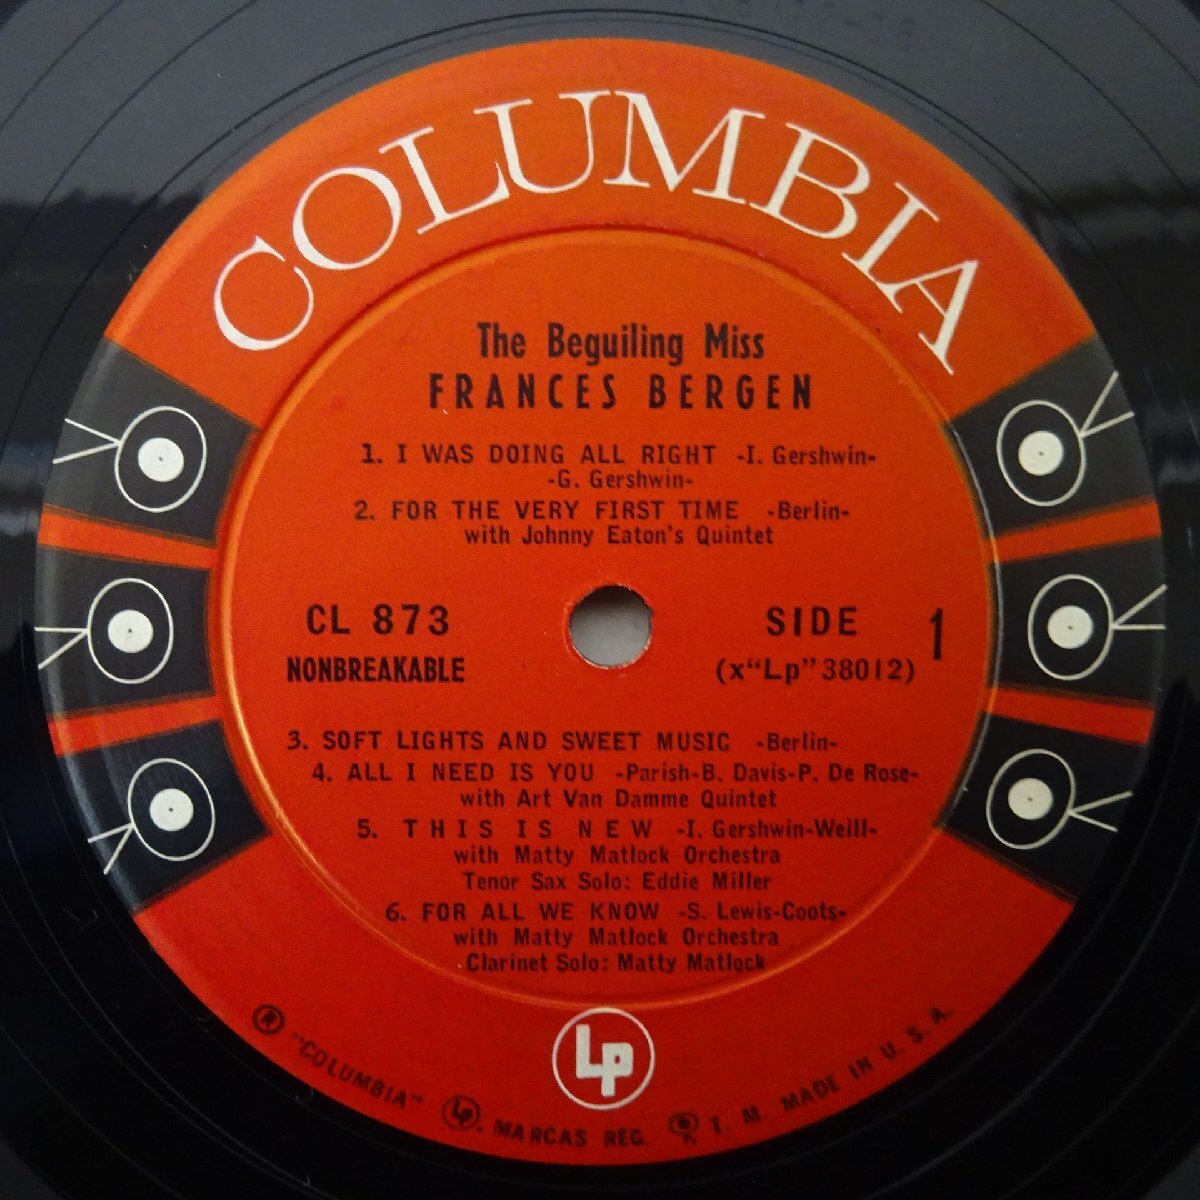 COLUMBIA
The Beguiling Miss
FRANCES BERGEN
1. I WAS DOING ALL RIGHT -I. Gershwin-
-G. Gershwin-
2. FOR THE VERY FIRST TIME -Berlin-
with Johnny Eaton's Quintet
CL 873
NONBREAKABLE
SIDE 1
(x“Lp”38012)
3. SOFT LIGHTS AND SWEET MUSIC -Berlin-
4. ALL I NEED IS YOU -Parish-B. Davis-P. De Rose-
with Art Van Damme Quintet
5. THIS IS NEW -I. Gershwin-Weill-
with Matty Matlock Orchestra
Tenor Sax Solo: Eddie Miller
6. FOR ALL WE KNOW -S. Lewis-Coots-
with Matty Matlock Orchestra
Clarinet Solo: Matty Matlock
Lp
® "COLUMBIA" Lp. MARCAS REG. T. M. MADE IN U. S. A.